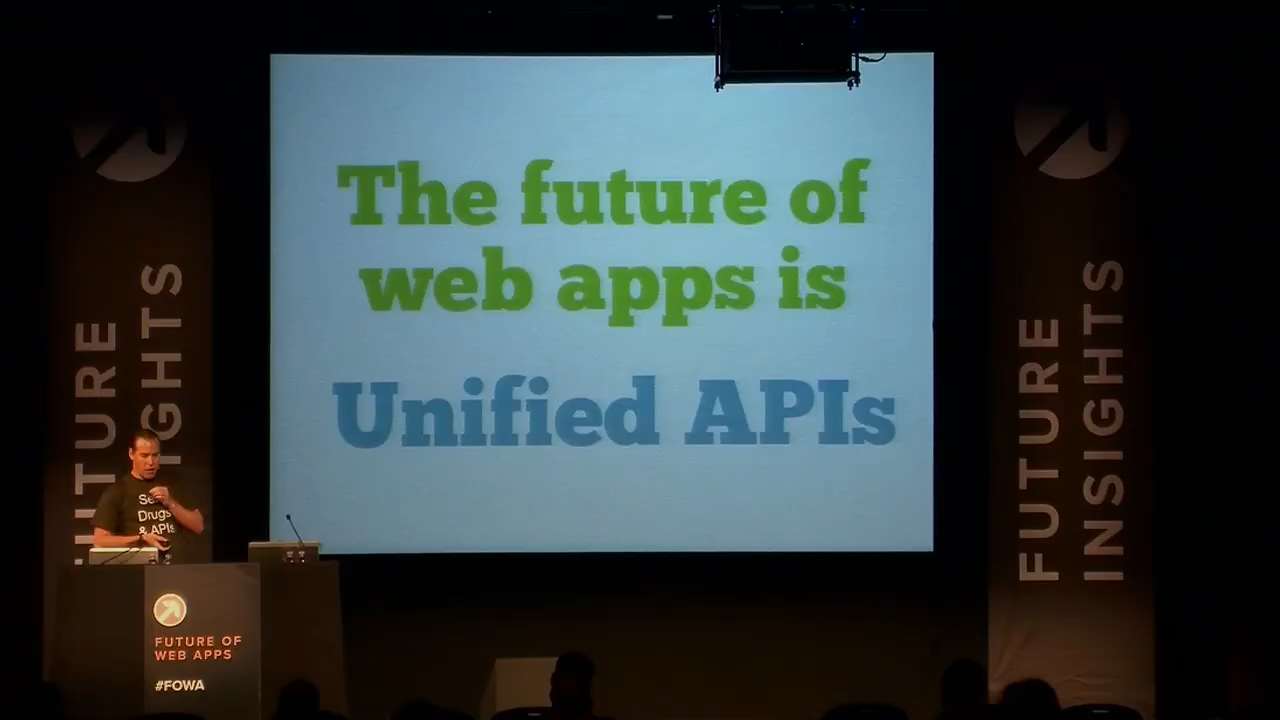 The future of
web apps is
Unified APIs
FUTURE
INSIGHTS
Drugs
& APIs
FUTURE OF
WEB APPS
#FOWA
FUTURE
INSIGHTS